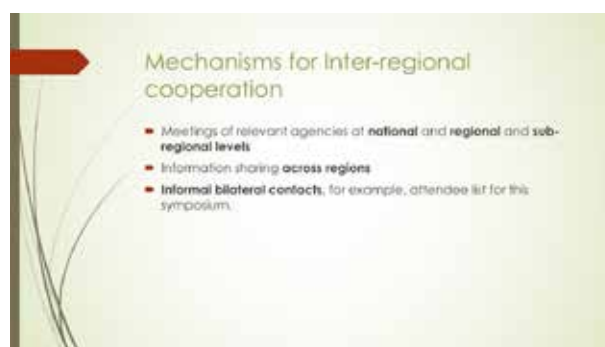 Mechanisms for Inter-regional
cooperation
Meetings of relevant agencies at national and regional and sub-
regional levels
Information sharing across regions
Informal bilateral contacts, for example, attendee list for this
symposium.